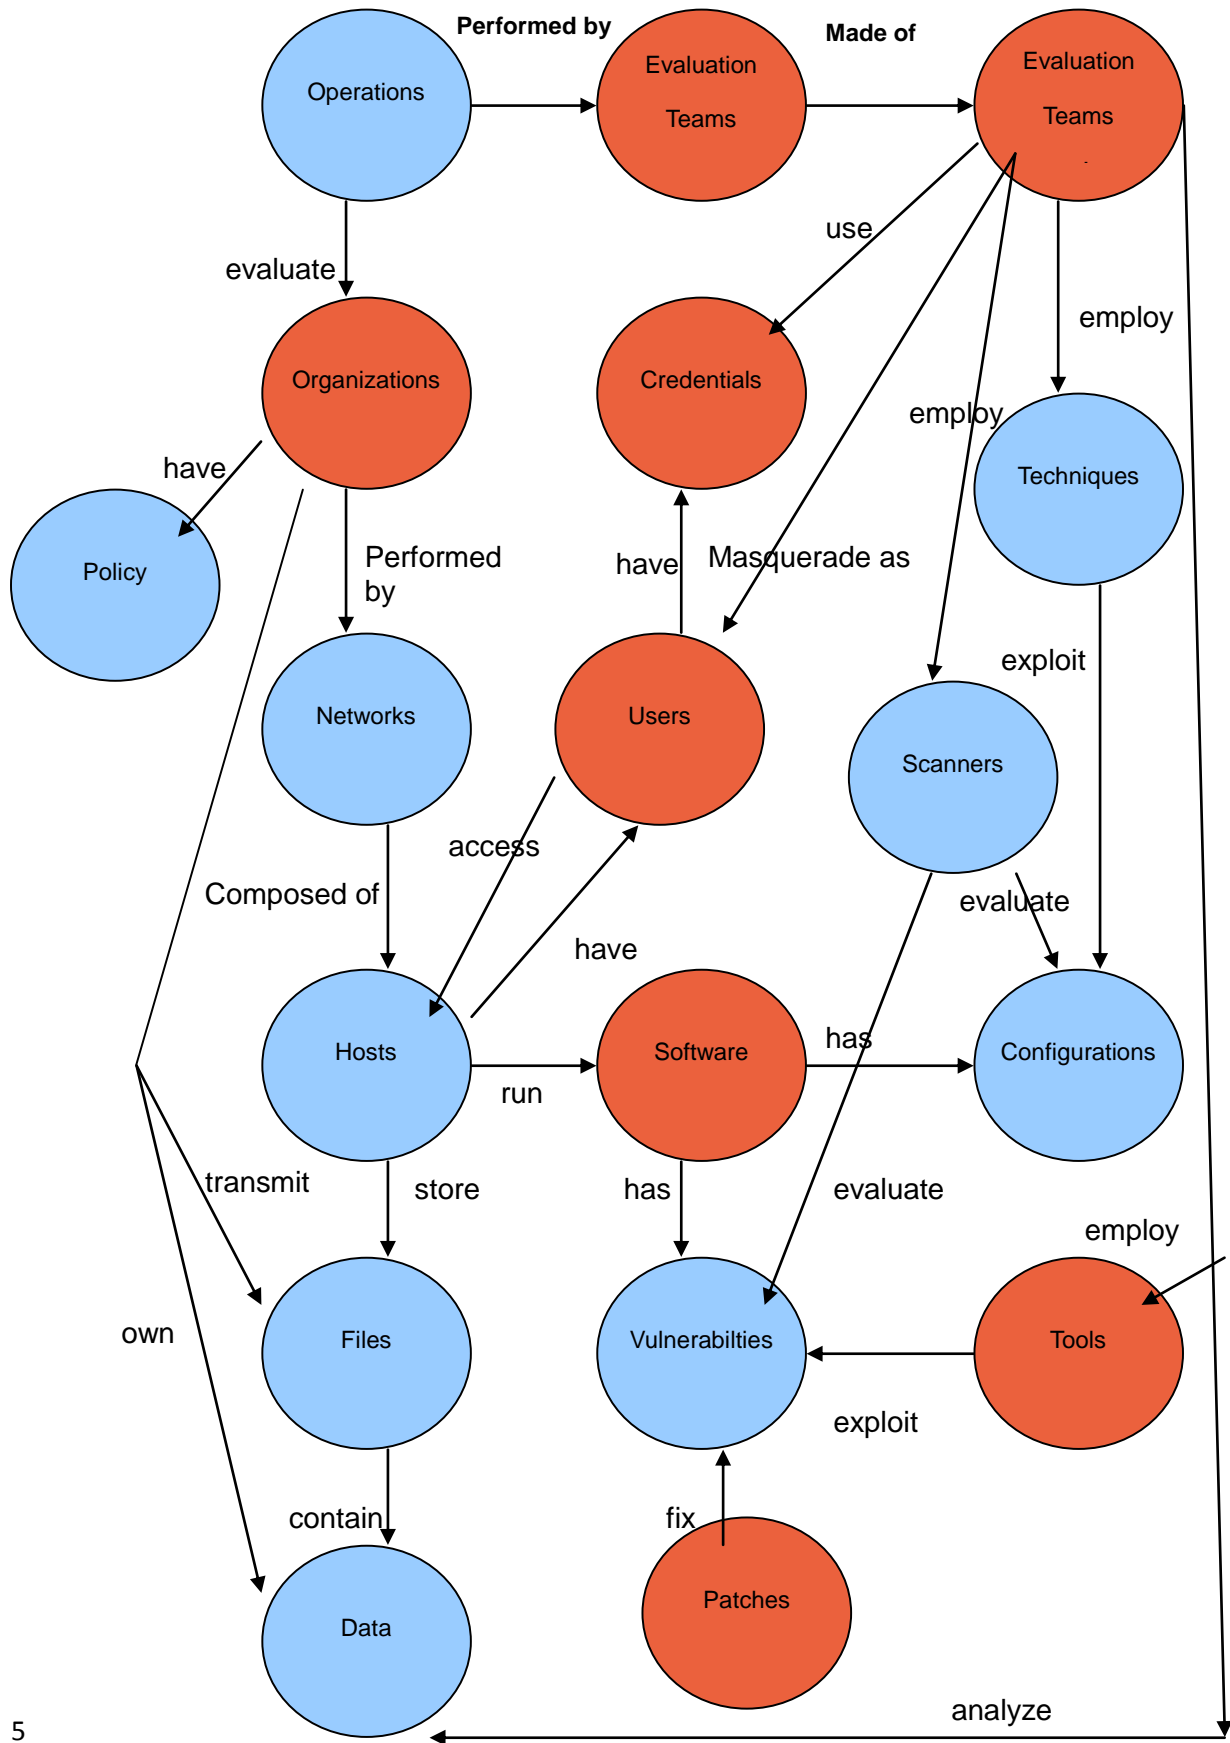 Performed by
Made of
Operations
Evaluation
Teams
Evaluation
Teams
use
evaluate
employ
Organizations
Credentials
employ
have
Techniques
Policy
Performed
by
have
Masquerade as
exploit
Networks
Users
Scanners
access
Composed of
evaluate
have
Hosts
run
Software
has
Configurations
transmit
store
has
evaluate
employ
own
Files
Vulnerabilties
Tools
exploit
contain
fix
Data
Patches
analyze
5